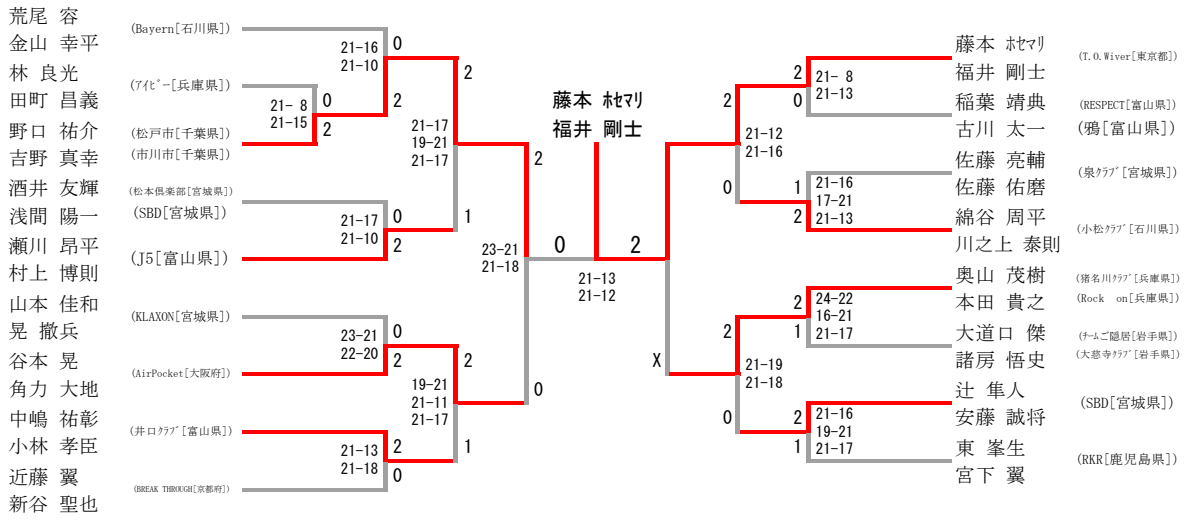 荒尾 容
金山 幸平
(Bayern[石川県])
林 良光
田町 昌義
(アイビー[兵庫県])
野口 祐介
(松戸市[千葉県])
吉野 真幸
(市川市[千葉県])
酒井 友輝
(松本倶楽部[宮城県])
浅間 陽一
(SBD[宮城県])
瀬川 昂平
村上 博則
(J5[富山県])
山本 佳和
晃 撤兵
(KLAXON[宮城県])
谷本 晃
角力 大地
(AirPocket[大阪府])
中嶋 祐彰
小林 孝臣
(井口クラブ[富山県])
近藤 翼
新谷 聖也
(BREAK THROUGH[京都府])
21- 8
21-15
0
2
21-16
21-10
0
2
21-17
21-10
0
2
23-21
22-20
0
2
21-13
21-18
2
0
21-17
19-21
21-17
2
1
19-21
21-11
21-17
2
1
23-21
21-18
2
0
藤本 ホセマリ
福井 剛士
0
2
21-13
21-12
2
X
21-12
21-16
2
0
21-19
21-18
2
0
21- 8
21-13
2
0
21-16
17-21
21-13
1
2
24-22
16-21
21-17
2
1
21-16
19-21
21-17
2
1
藤本 ホセマリ
福井 剛士
(T.O.Wiver[東京都])
稲葉 靖典
(RESPECT[富山県])
古川 太一
(鴉[富山県])
佐藤 亮輔
佐藤 佑磨
(泉クラブ[宮城県])
綿谷 周平
川之上 泰則
(小松クラブ[石川県])
奥山 茂樹
(猪名川クラブ[兵庫県])
本田 貴之
(Rock on[兵庫県])
大道口 傑
(チームご隠居[岩手県])
諸房 悟史
(大慈寺クラブ[岩手県])
辻 隼人
安藤 誠将
(SBD[宮城県])
東 峯生
宮下 翼
(RKR[鹿児島県])